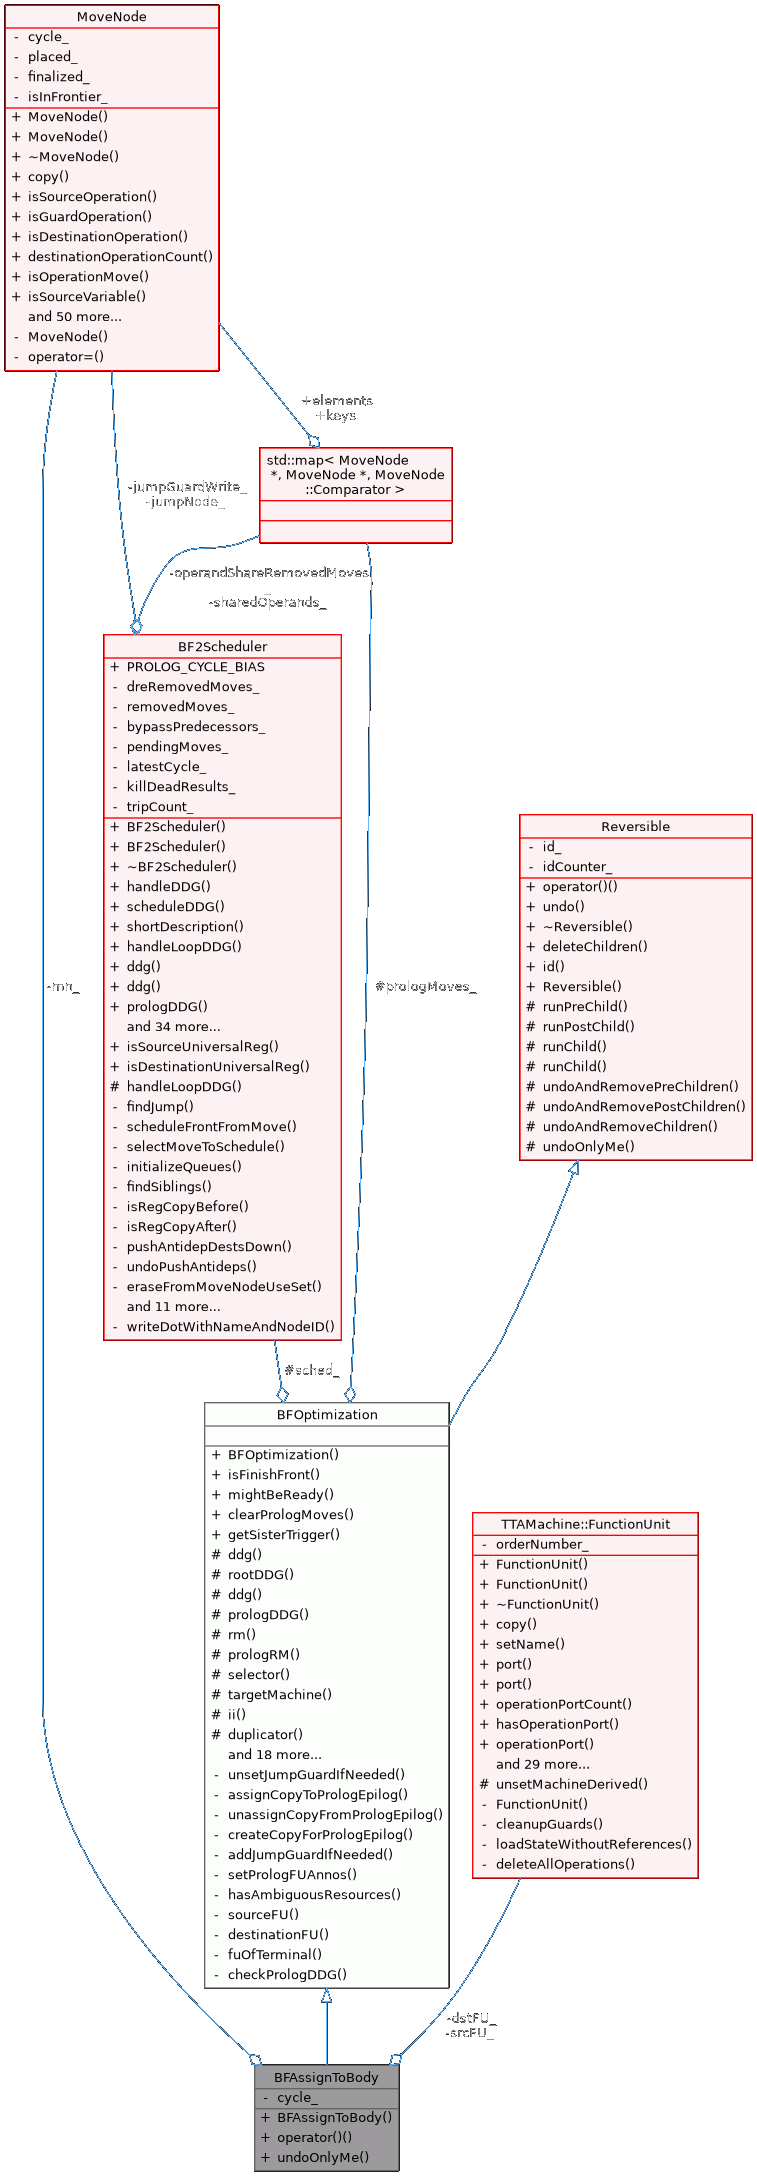 MoveNode
- cycle_
- placed_
- finalized_
- isInFrontier_
+ MoveNode()
+ MoveNode()
+ ~MoveNode()
+ copy()
+ isSourceOperation()
+ isGuardOperation()
+ isDestinationOperation()
+ destinationOperationCount()
+ isOperationMove()
+ isSourceVariable()
and 50 more...
- MoveNode()
- operator=()
+elements
+keys
std::map< MoveNode
*, MoveNode *, MoveNode
::Comparator >
-jumpGuardWrite_
-jumpNode_
-operandShareRemovedMoves
_
-sharedOperands_
BF2Scheduler
+ PROLOG_CYCLE_BIAS
- dreRemovedMoves_
- removedMoves_
- bypassPredecessors_
- pendingMoves_
- latestCycle_
- killDeadResults_
- tripCount_
+ BF2Scheduler()
+ BF2Scheduler()
+ ~BF2Scheduler()
+ handleDDG()
+ scheduleDDG()
+ shortDescription()
+ handleLoopDDG()
+ ddg()
+ ddg()
+ prologDDG()
and 34 more...
+ isSourceUniversalReg()
+ isDestinationUniversalReg()
# handleLoopDDG()
- findJump()
- scheduleFrontFromMove()
- selectMoveToSchedule()
- initializeQueues()
- findSiblings()
- isRegCopyBefore()
- isRegCopyAfter()
- pushAntidepDestsDown()
- undoPushAntideps()
- eraseFromMoveNodeUseSet()
and 11 more...
- writeDotWithNameAndNodeID()
Reversible
- id_
- idCounter_
+ operator()()
+ undo()
+ ~Reversible()
+ deleteChildren()
+ id()
+ Reversible()
# runPreChild()
# runPostChild()
# runChild()
# runChild()
# undoAndRemovePreChildren()
# undoAndRemovePostChildren()
# undoAndRemoveChildren()
# undoOnlyMe()
-mn_
#prologMoves_
#sched_
BFOptimization
+ BFOptimization()
+ isFinishFront()
+ mightBeReady()
+ clearPrologMoves()
+ getSisterTrigger()
# ddg()
# rootDDG()
# ddg()
# prologDDG()
# rm()
# prologRM()
# selector()
# targetMachine()
# ii()
# duplicator()
and 18 more...
- unsetJumpGuardIfNeeded()
- assignCopyToPrologEpilog()
- unassignCopyFromPrologEpilog()
- createCopyForPrologEpilog()
- addJumpGuardIfNeeded()
- setPrologFUAnnos()
- hasAmbiguousResources()
- sourceFU()
- destinationFU()
- fuOfTerminal()
- checkPrologDDG()
TTAMachine::FunctionUnit
- orderNumber_
+ FunctionUnit()
+ FunctionUnit()
+ ~FunctionUnit()
+ copy()
+ setName()
+ port()
+ port()
+ operationPortCount()
+ hasOperationPort()
+ operationPort()
and 29 more...
# unsetMachineDerived()
- FunctionUnit()
- cleanupGuards()
- loadStateWithoutReferences()
- deleteAllOperations()
-dstFU_
-srcFU_
BFAssignToBody
- cycle_
+ BFAssignToBody()
+ operator()()
+ undoOnlyMe()